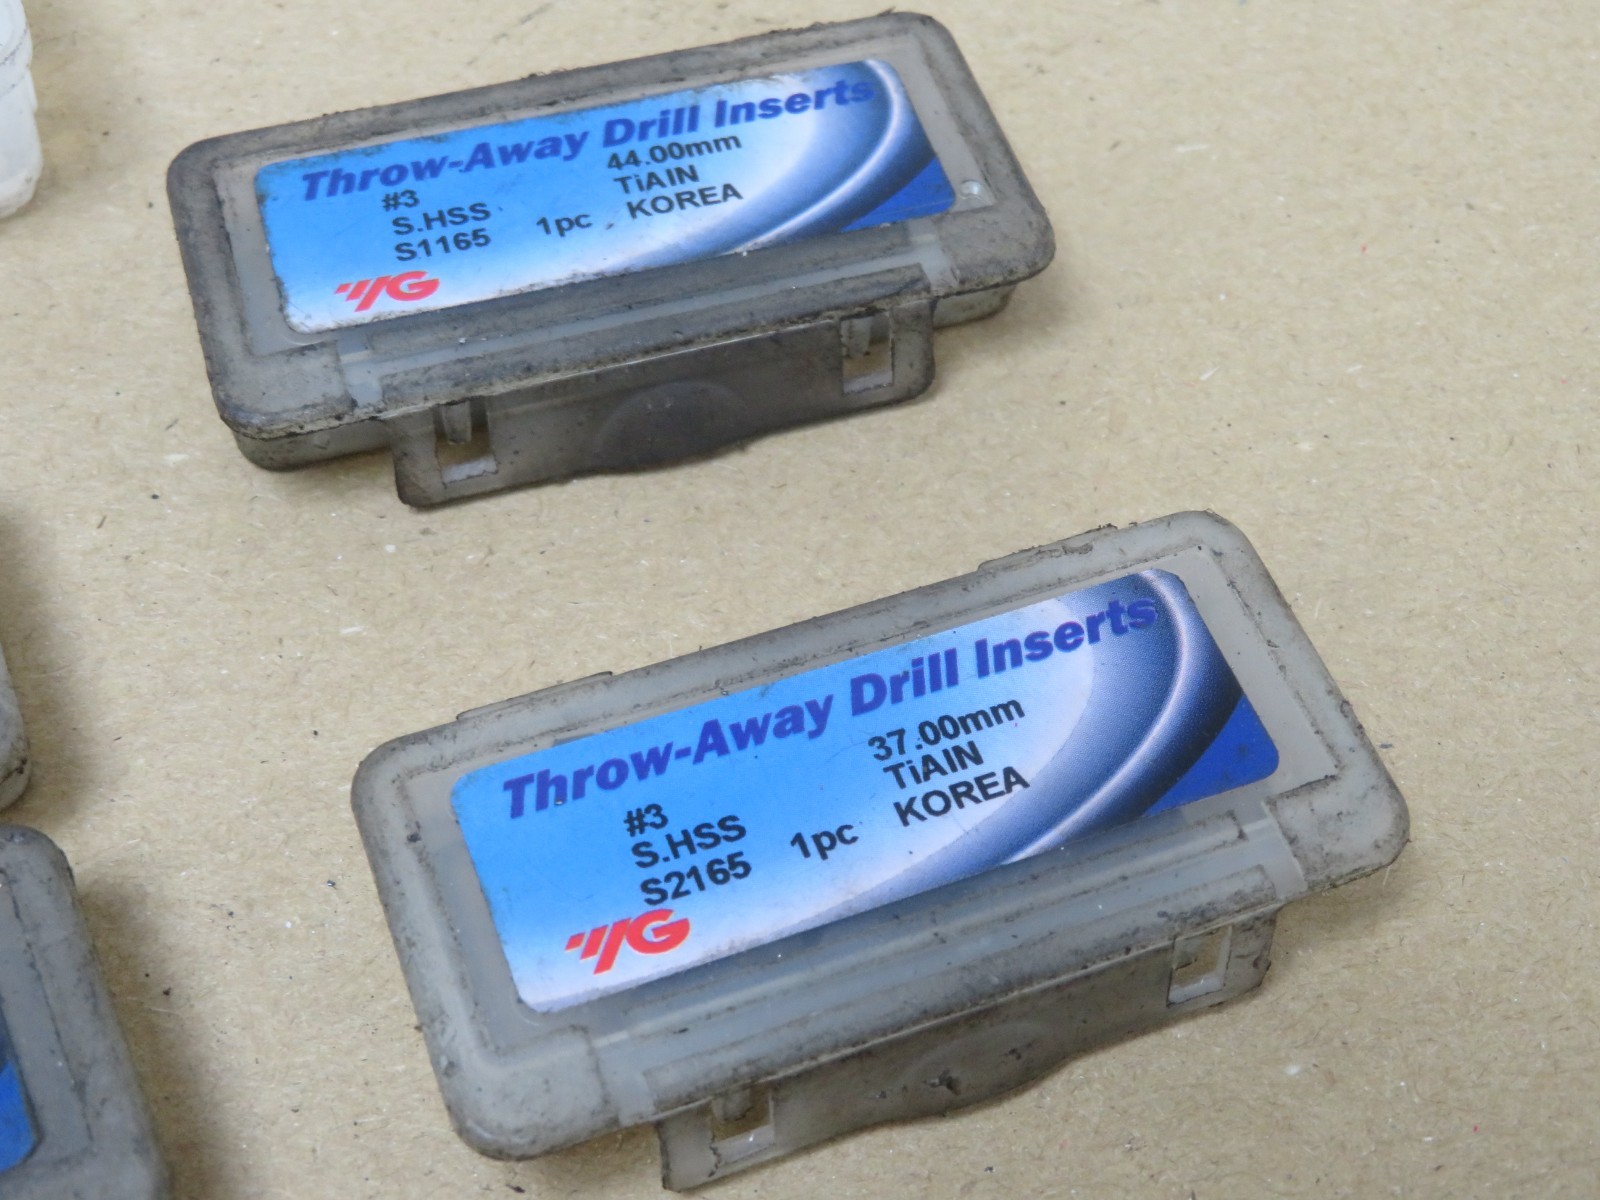 Throw-Away Drill Inserts
#3 44.00mm
S.HSS TiAlN
S1165 1pc KOREA
YG
Throw-Away Drill Inserts
#3 37.00mm
S.HSS TiAlN
S2165 1pc KOREA
YG